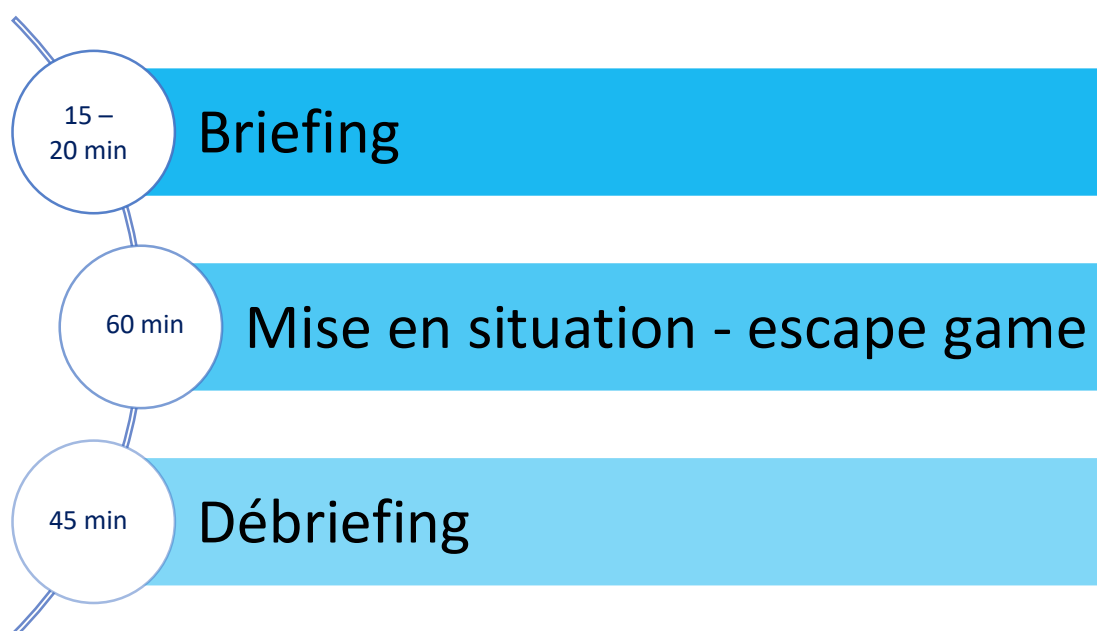 15 –
20 min
Briefing
60 min
Mise en situation - escape game
45 min
Débriefing